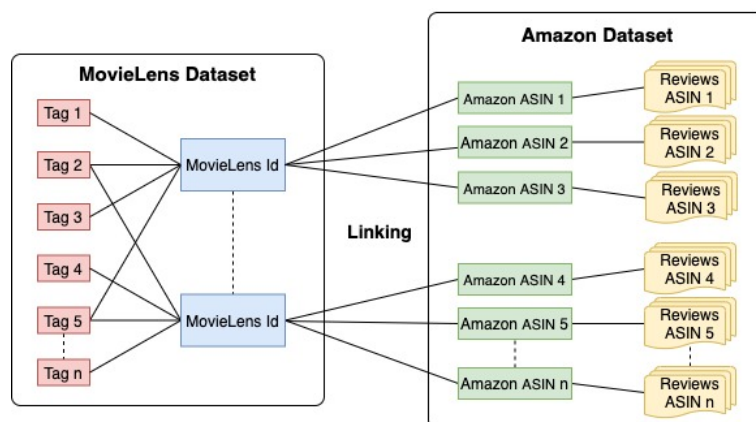 MovieLens Dataset
Tag 1
Tag 2
Tag 3
Tag 4
Tag 5
Tag n
MovieLens Id
MovieLens Id
Linking
Amazon Dataset
Amazon ASIN 1
Amazon ASIN 2
Amazon ASIN 3
Amazon ASIN 4
Amazon ASIN 5
Amazon ASIN n
Reviews
ASIN 1
Reviews
ASIN 2
Reviews
ASIN 3
Reviews
ASIN 4
Reviews
ASIN 5
Reviews
ASIN n